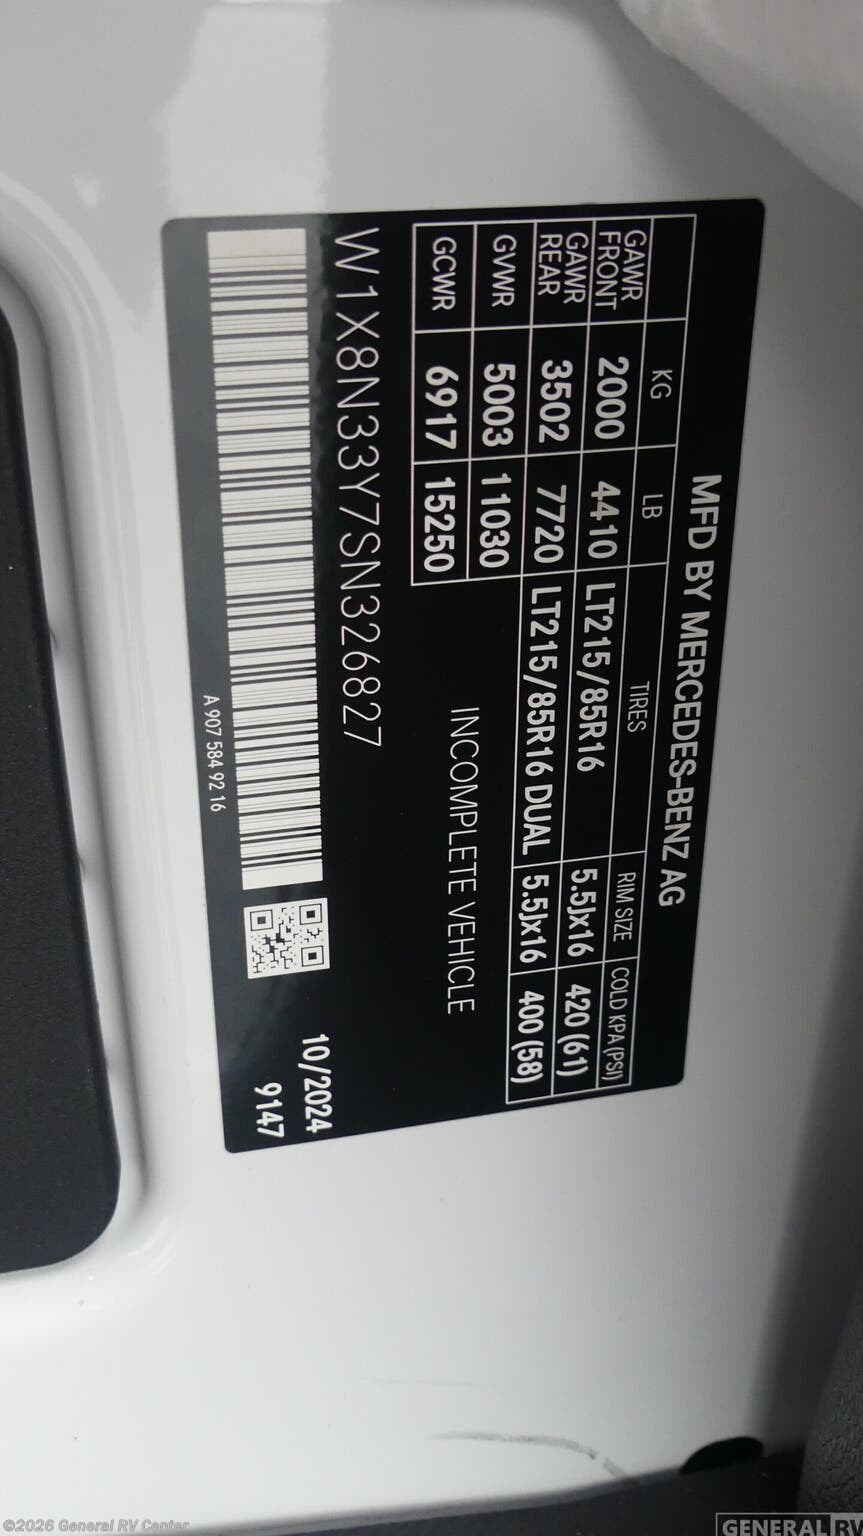 MFD BY MERCEDES-BENZ AG
KG LB TIRES RIM SIZE COLD KPA(PSI)
GAWR FRONT 2000 4410 LT215/85R16 5.5Jx16 420 (61)
GAWR REAR 3502 7720 LT215/85R16 DUAL 5.5Jx16 400 (58)
GVWR 5003 11030
GCWR 6917 15250
INCOMPLETE VEHICLE
W1X8N33Y7SN326827
10/2024
9147
A 907 584 92 16
©2026 General RV Center
GENERAL RV